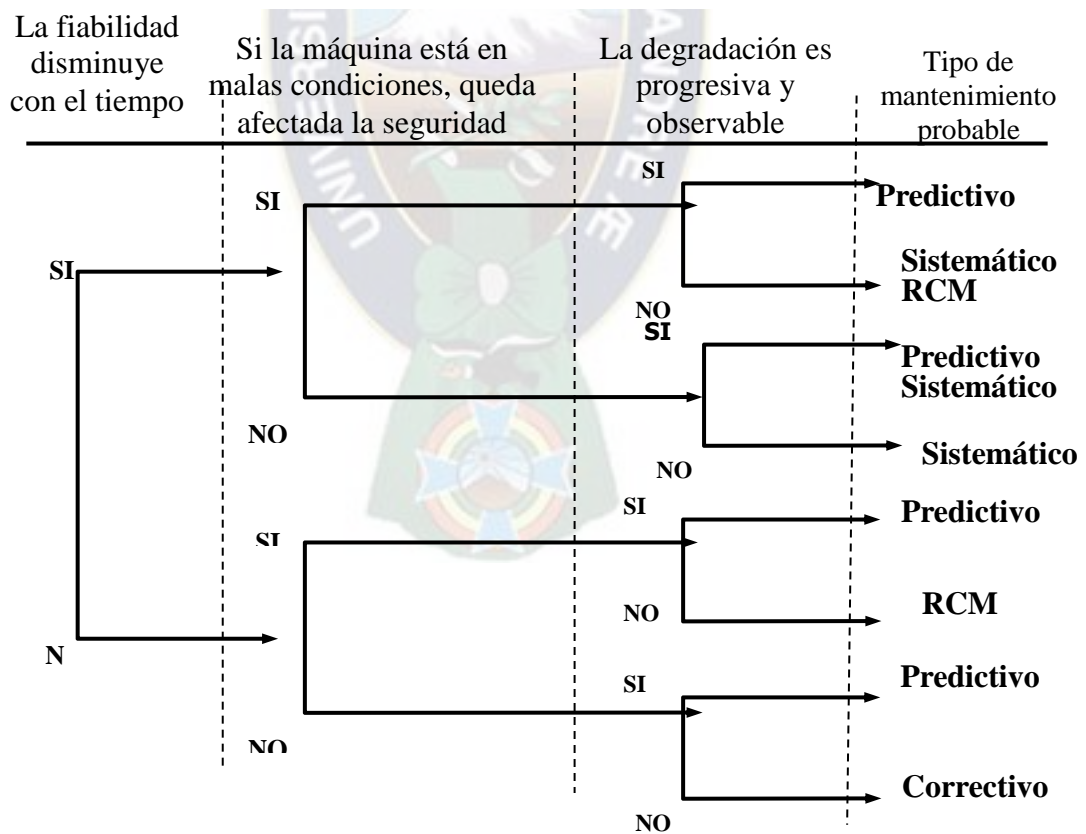 La fiabilidad
disminuye
con el tiempo
Si la máquina está en
malas condiciones, queda
afectada la seguridad
La degradación es
progresiva y
observable
Tipo de
mantenimiento
probable
SI
SI
SI
Predictivo
NO
Sistemático
RCM
NO
SI
Predictivo
Sistemático
NO
Sistemático
N
SI
SI
Predictivo
NO
RCM
NO
SI
Predictivo
NO
Correctivo